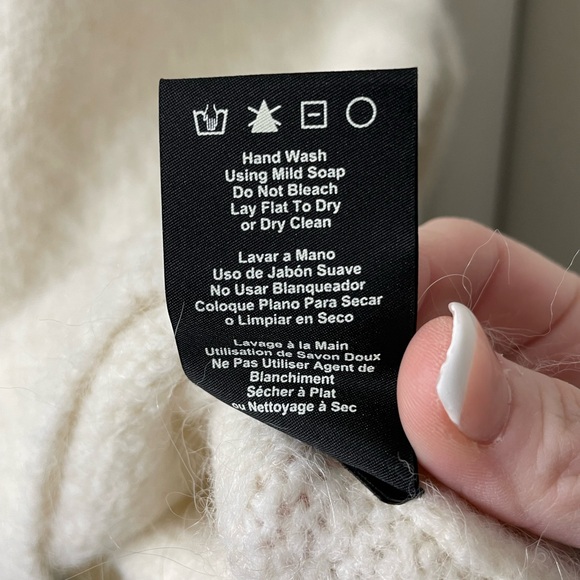 Hand Wash
Using Mild Soap
Do Not Bleach
Lay Flat To Dry
or Dry Clean
Lavar a Mano
Uso de Jabón Suave
No Usar Blanqueador
Coloque Plano Para Secar
o Limpiar en Seco
Lavage à la Main
Utilisation de Savon Doux
Ne Pas Utiliser Agent de
Blanchiment
Sécher à Plat
ou Nettoyage à Sec